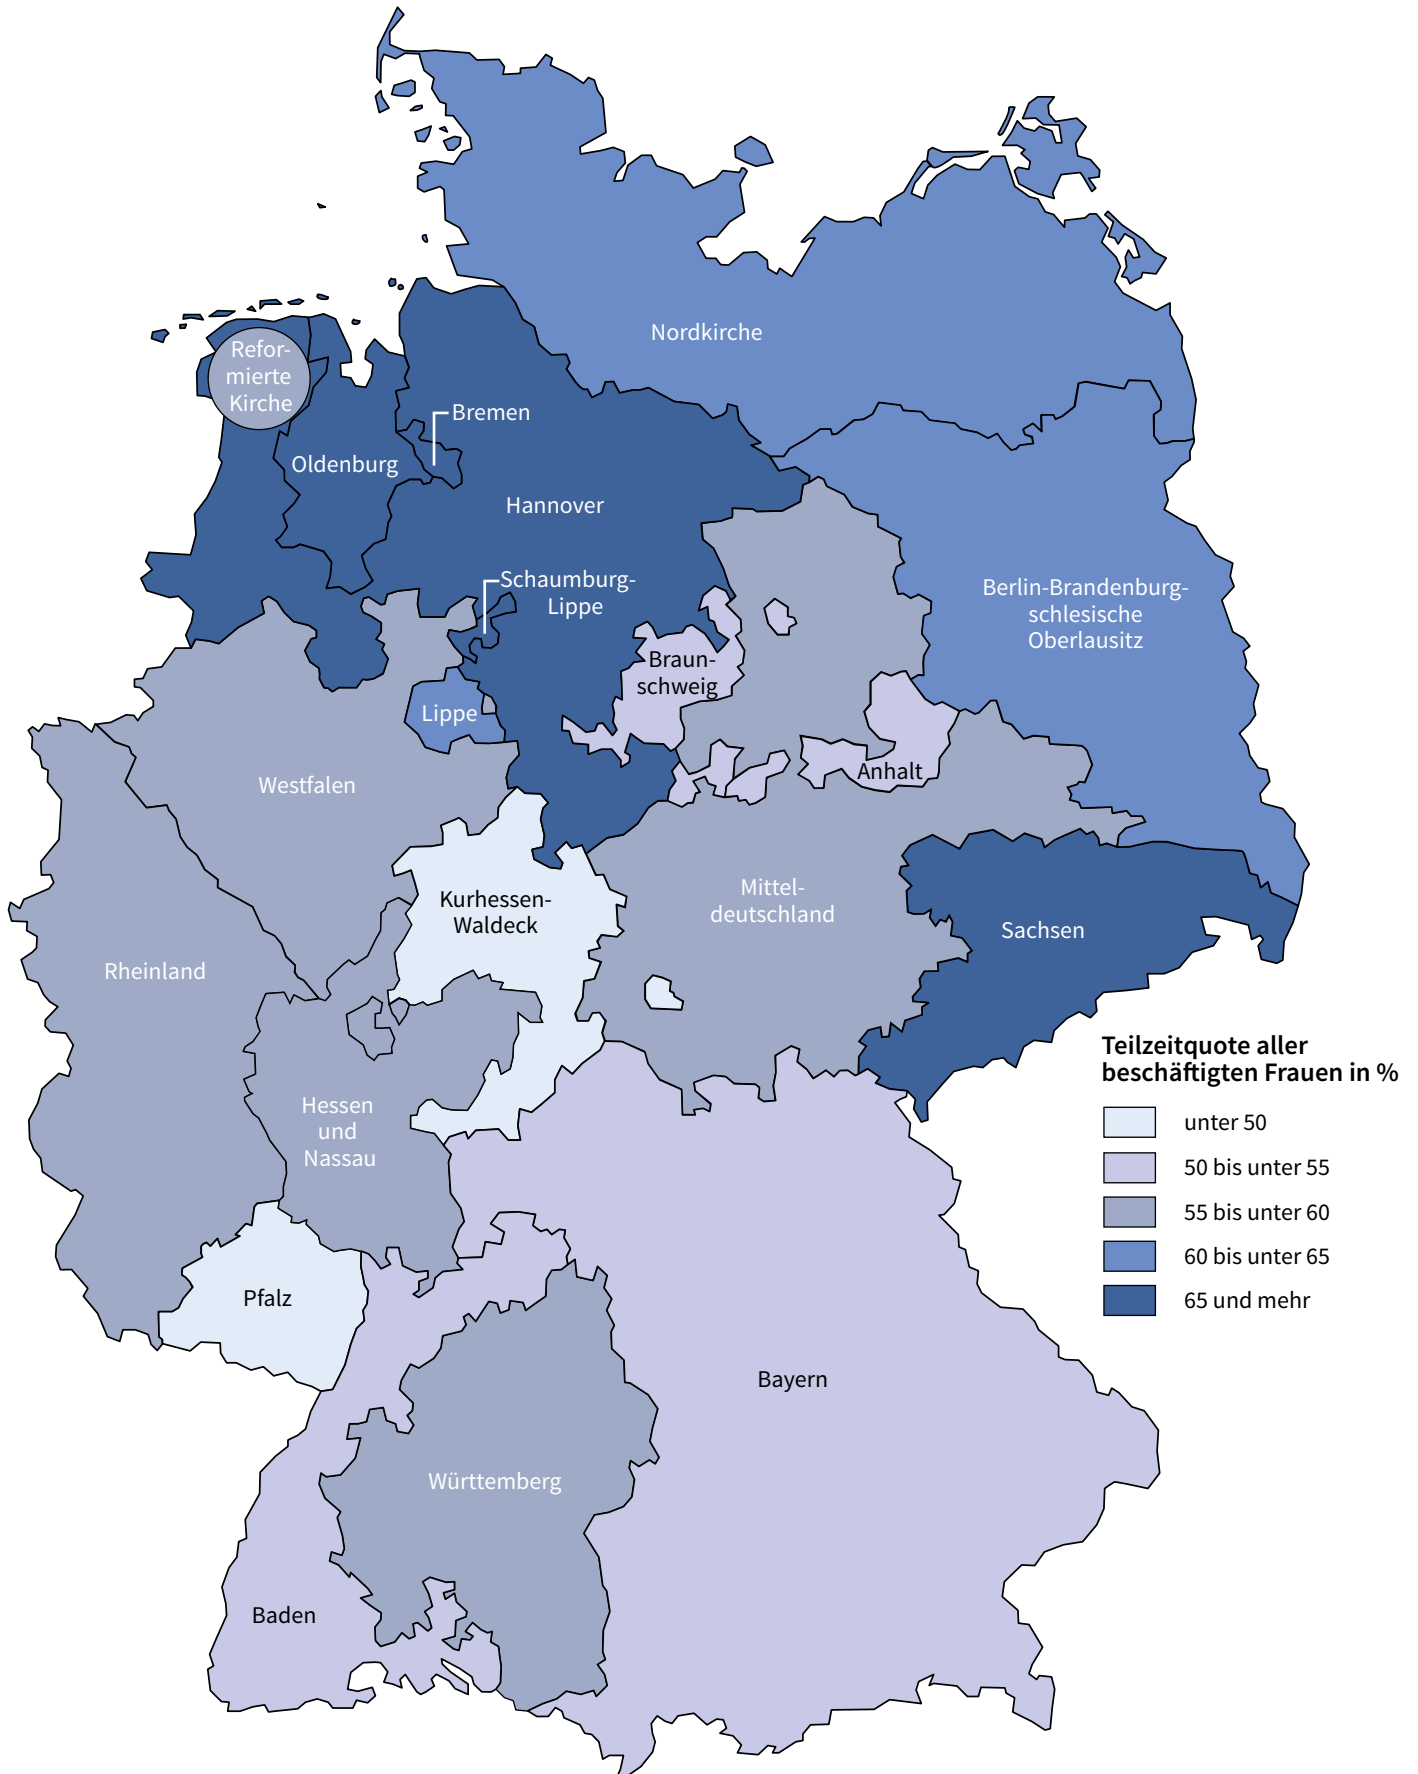 Nordkirche
Refor-
mierte
Kirche
Bremen
Oldenburg
Hannover
Schaumburg-
Lippe
Berlin-Brandenburg-
schlesische
Oberlausitz
Braun-
schweig
Lippe
Anhalt
Westfalen
Kurhessen-
Waldeck
Mittel-
deutschland
Sachsen
Rheinland
Hessen
und
Nassau
Pfalz
Bayern
Württemberg
Baden
Teilzeitquote aller
beschäftigten Frauen in %
unter 50
50 bis unter 55
55 bis unter 60
60 bis unter 65
65 und mehr